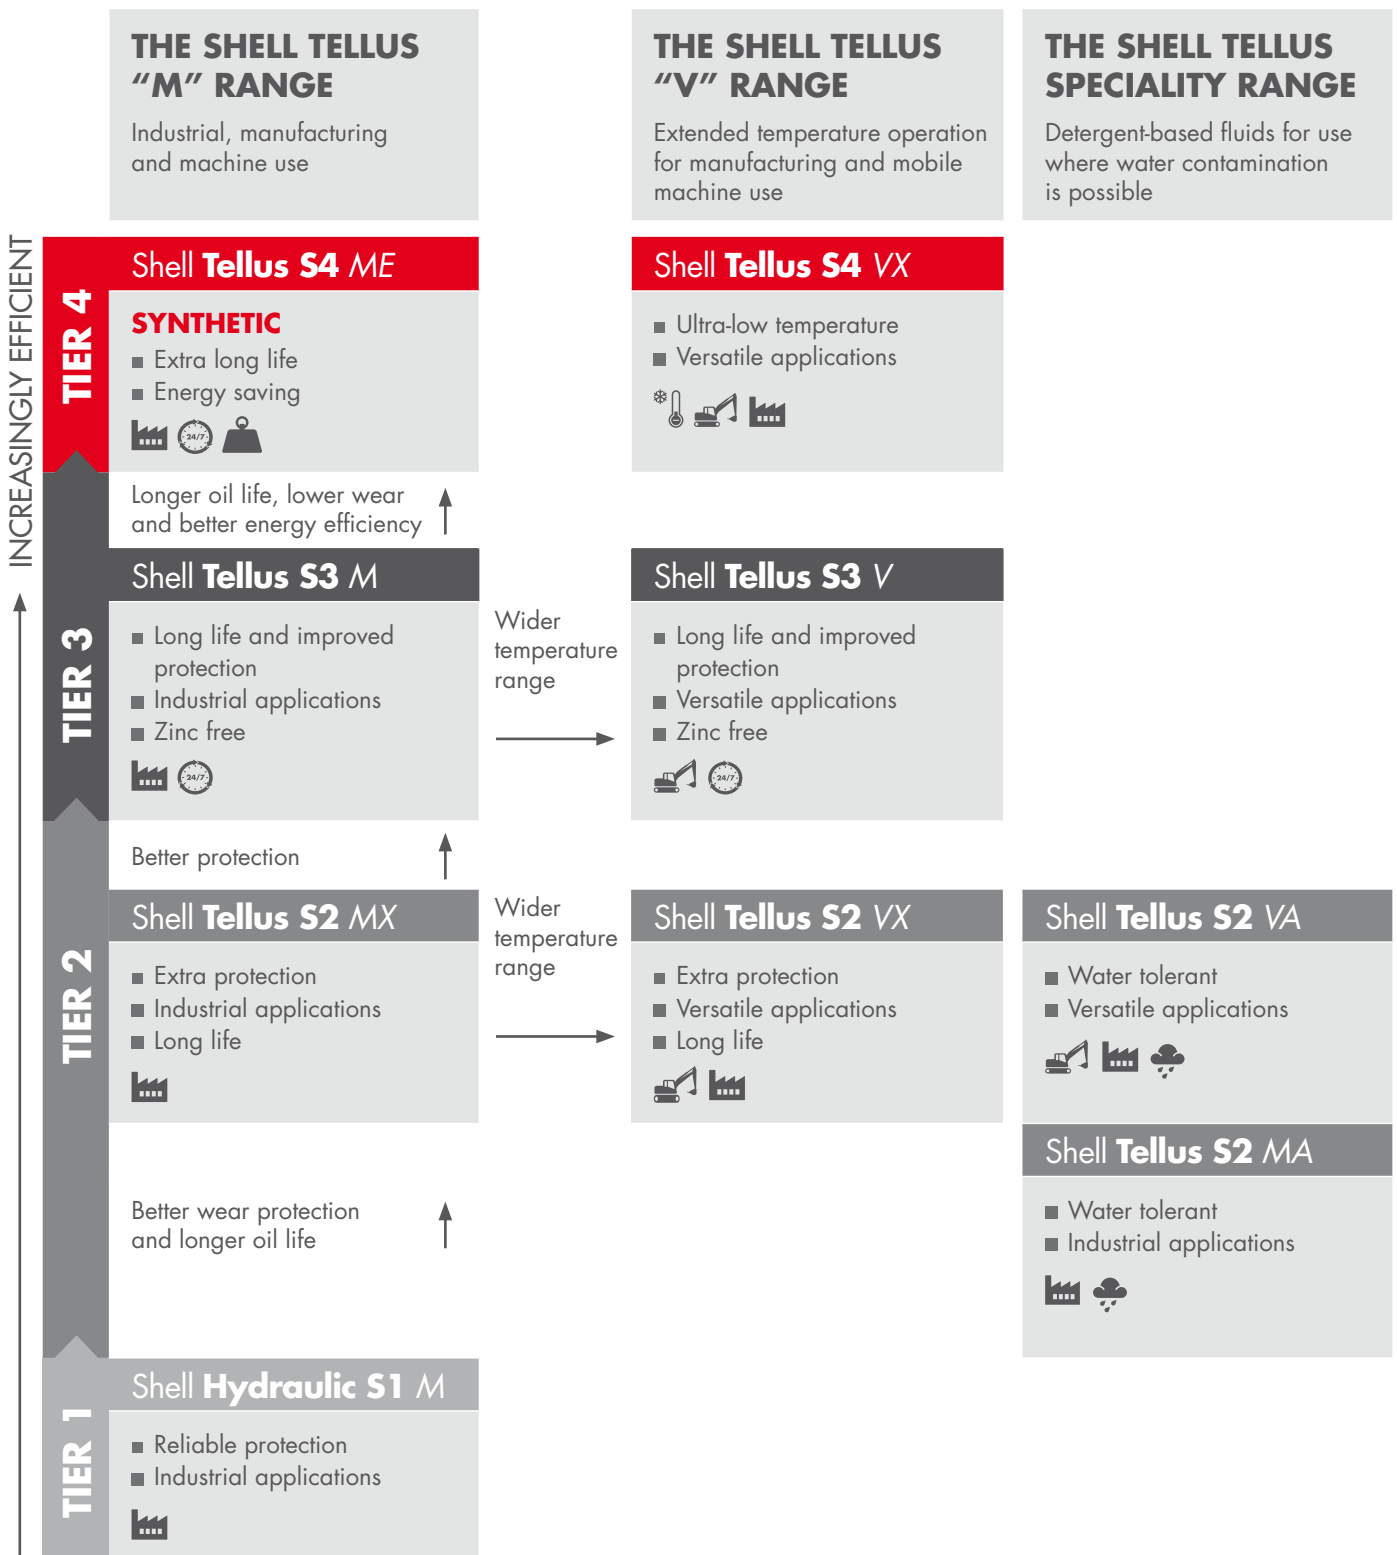 THE SHELL TELLUS
“M” RANGE
Industrial, manufacturing
and machine use
THE SHELL TELLUS
“V” RANGE
Extended temperature operation
for manufacturing and mobile
machine use
THE SHELL TELLUS
SPECIALITY RANGE
Detergent-based fluids for use
where water contamination
is possible
INCREASINGLY EFFICIENT
TIER 4
Shell Tellus S4 ME
SYNTHETIC
Extra long life
Energy saving
24/7
Shell Tellus S4 VX
Ultra-low temperature
Versatile applications
Longer oil life, lower wear
and better energy efficiency
TIER 3
Shell Tellus S3 M
Long life and improved
protection
Industrial applications
Zinc free
24/7
Wider
temperature
range
Shell Tellus S3 V
Long life and improved
protection
Versatile applications
Zinc free
24/7
Better protection
TIER 2
Shell Tellus S2 MX
Extra protection
Industrial applications
Long life
Wider
temperature
range
Shell Tellus S2 VX
Extra protection
Versatile applications
Long life
Shell Tellus S2 VA
Water tolerant
Versatile applications
Shell Tellus S2 MA
Water tolerant
Industrial applications
Better wear protection
and longer oil life
TIER 1
Shell Hydraulic S1 M
Reliable protection
Industrial applications